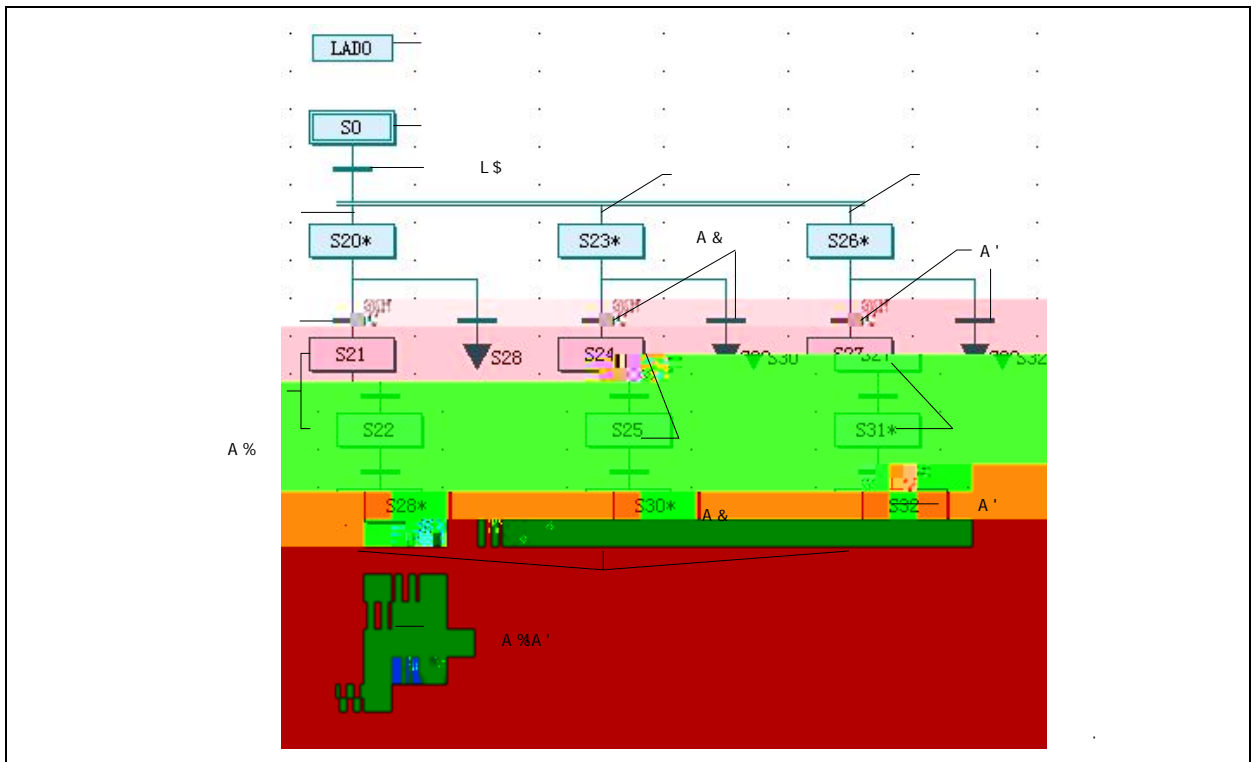 LAD0
S0
L $
S20*
S23*
S26*
A &
A '
S21
S28
S24
S30
S32
S22
S25
S31*
A %
S28*
S30*
S32
A &
A '
A %A '